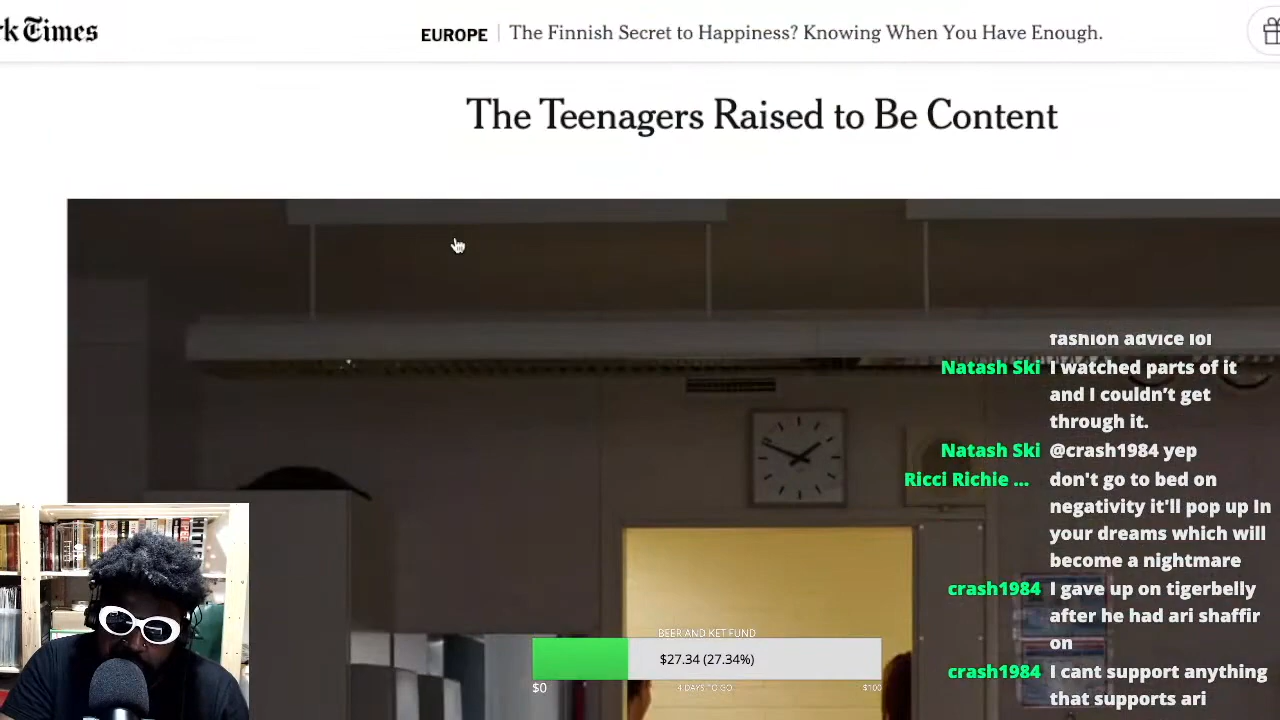 rk Times
EUROPE
The Finnish Secret to Happiness? Knowing When You Have Enough.
The Teenagers Raised to Be Content
fashion advice lol
Natash Ski I watched parts of it
and I couldn't get
through it.
Natash Ski @crash1984 yep
Ricci Richie ... don't go to bed on
negativity it'll pop up In
your dreams which will
become a nightmare
crash1984 I gave up on tigerbelly
after he had ari shaffir
on
crash1984 I cant support anything
that supports ari
BEER AND KET FUND
$27.34 (27.34%)
$0
4 DAYS TO GO
$100